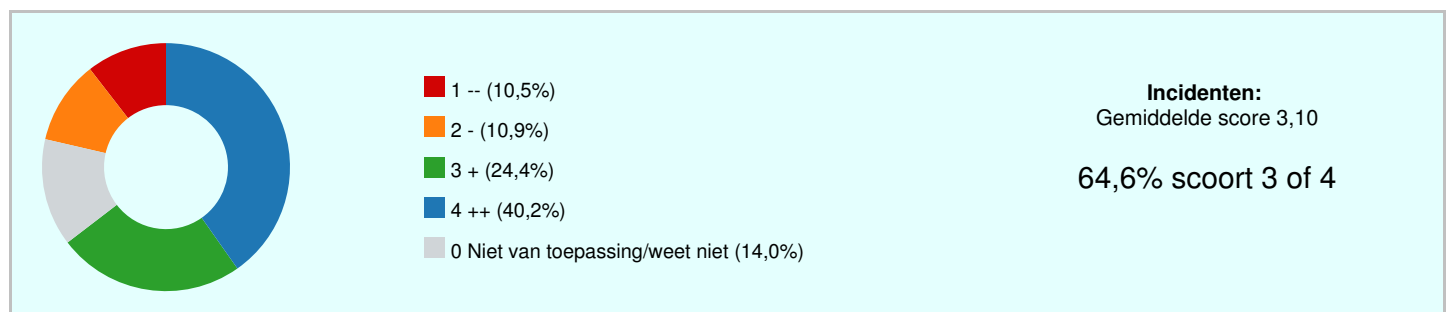 1 -- (10,5%)
2 - (10,9%)
3 + (24,4%)
4 ++ (40,2%)
0 Niet van toepassing/weet niet (14,0%)
Incidenten:
Gemiddelde score 3,10
64,6% scoort 3 of 4